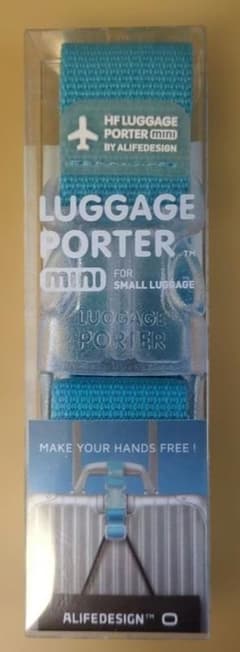 HF LUGGAGE
PORTER mini
BY ALIFEDESIGN
LUGGAGE
PORTER™
mini FOR
SMALL LUGGAGE
LUGGAGE
PORTER
MAKE YOUR HANDS FREE !
ALIFEDESIGN™